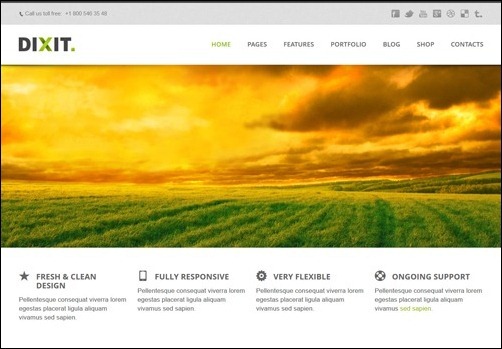 Call us toll free: +1 800 540 35 48
DIXIT.
HOME PAGES FEATURES PORTFOLIO BLOG SHOP CONTACTS
FRESH & CLEAN
DESIGN
Pellentesque consequat viverra lorem
egestas placerat ligula aliquam
vivamus sed sapien.
FULLY RESPONSIVE
Pellentesque consequat viverra lorem
egestas placerat ligula aliquam
vivamus sed sapien.
VERY FLEXIBLE
Pellentesque consequat viverra lorem
egestas placerat ligula aliquam
vivamus sed sapien.
ONGOING SUPPORT
Pellentesque consequat viverra lorem
egestas placerat ligula aliquam
vivamus sed sapien.